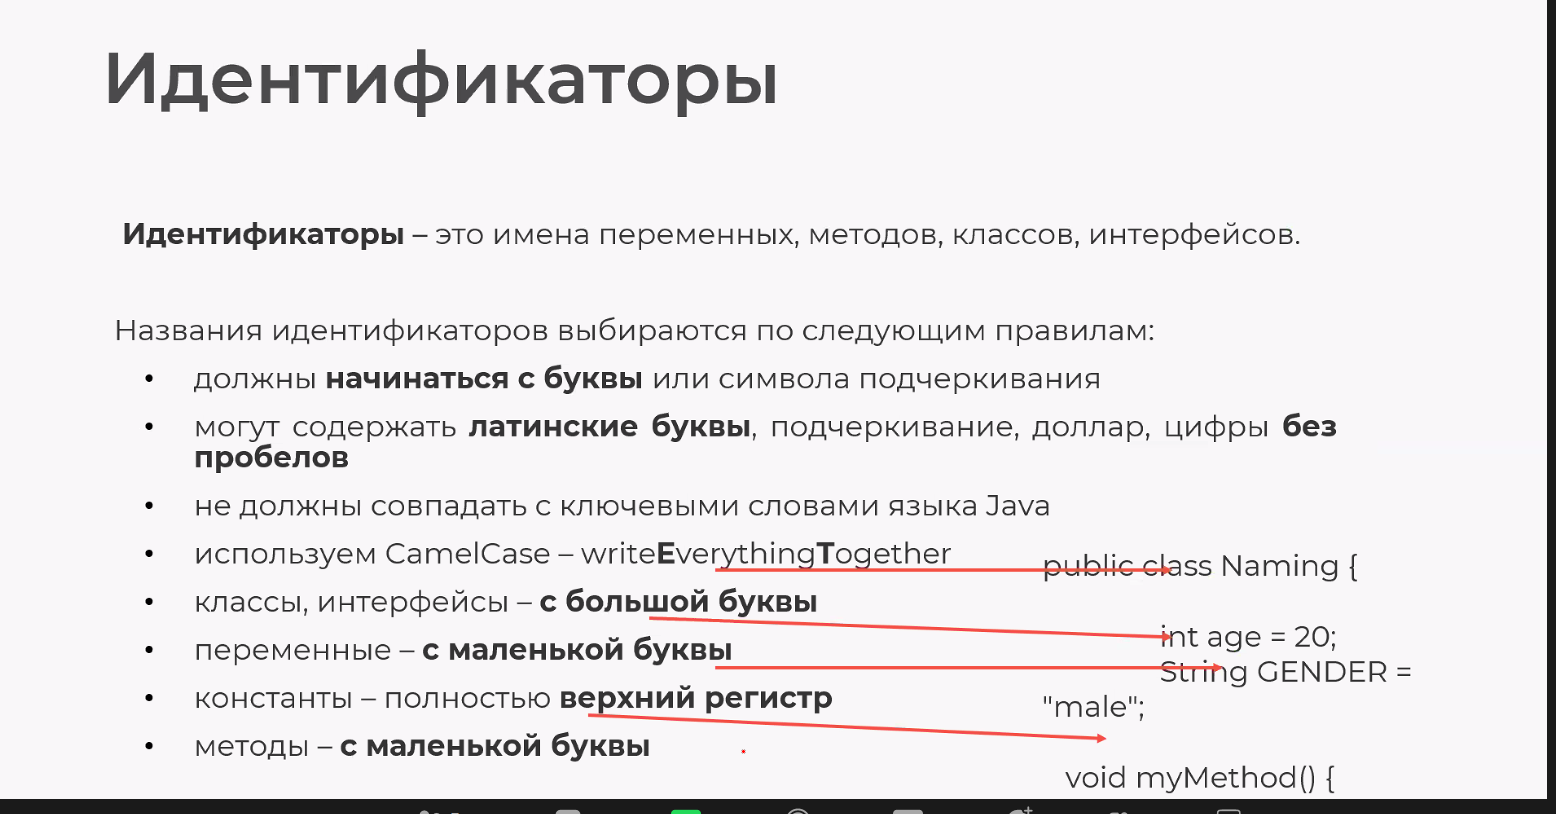 Идентификаторы
Идентификаторы – это имена переменных, методов, классов, интерфейсов.
Названия идентификаторов выбираются по следующим правилам:
• должны начинаться с буквы или символа подчеркивания
• могут содержать латинские буквы, подчеркивание, доллар, цифры без
пробелов
• не должны совпадать с ключевыми словами языка Java
• используем CamelCase – writeEverythingTogether
• классы, интерфейсы – с большой буквы
• переменные – с маленькой буквы
• константы – полностью верхний регистр
• методы – с маленькой буквы
public class Naming {
int age = 20;
String GENDER =
"male";
void myMethod() {